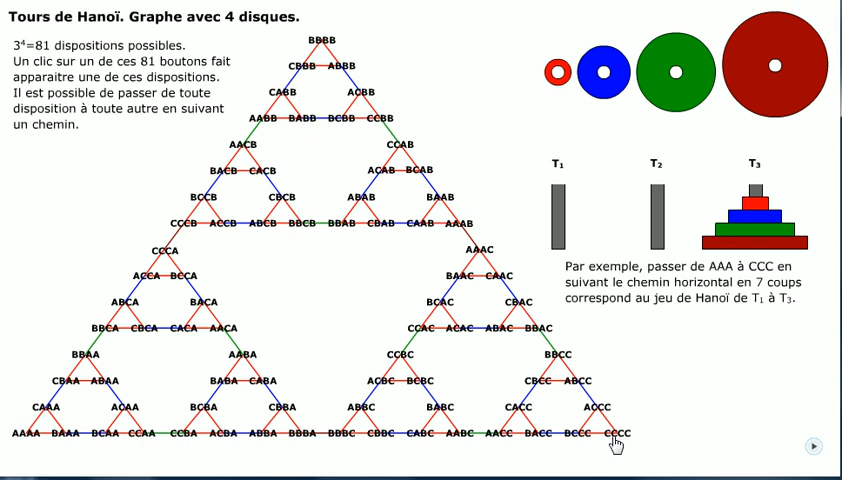 Tours de Hanoï. Graphe avec 4 disques.
3⁴=81 dispositions possibles.
Un clic sur un de ces 81 boutons fait
apparaitre une de ces dispositions.
Il est possible de passer de toute
disposition à toute autre en suivant
un chemin.
BBBB
CBBB ABBB
CABB ACBB
AABB BABB BCBB CCBB
AACB CCAB
BACB CACB ACAB BCAB
BCCB CBCB ABAB BAAB
CCCB ACCB ABCB BBCB BBAB CBAB CAAB AAAB
CCCA AAAC
ACCA BCCA BAAC CAAC
ABCA BACA BCAC CBAC
BBCA CBCA CACA AACA CCAC ACAC ABAC BBAC
BBAA AABA CCBC BBCC
CBAA ABAA BABA CABA ACBC BCBC CBCC ABCC
CAAA ACAA BCBA CBBA ABBC BABC CACC ACCC
AAAA BAAA BCAA CCAA CCBA ACBA ABBA BBBA BBBC CBBC CABC AABC AACC BACC BCCC CCCC
T₁ T₂ T₃
Par exemple, passer de AAA à CCC en
suivant le chemin horizontal en 7 coups
correspond au jeu de Hanoï de T₁ à T₃.